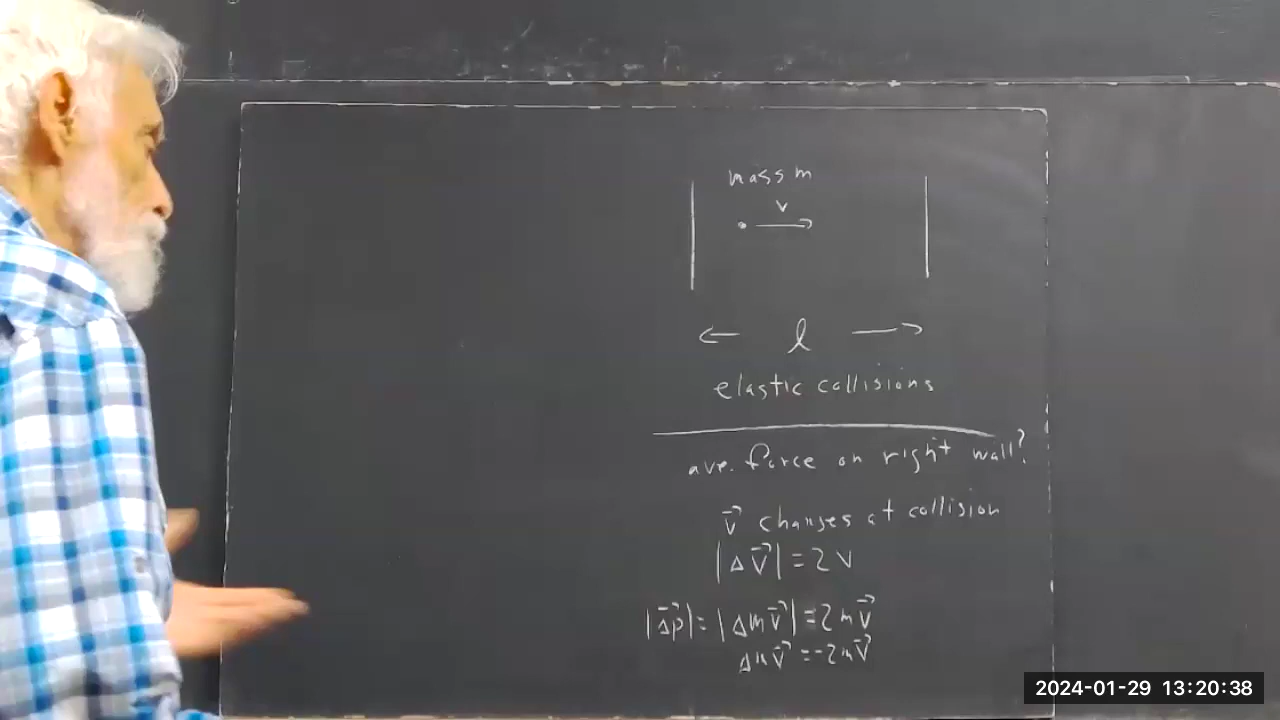 mass m
v
l
elastic collisions
ave. force on right wall?
v⃗ changes at collision
|Δv⃗| = 2v
|Δp⃗| = |Δmv⃗| = 2mv⃗
Δmv⃗ = -2mv⃗
2024-01-29 13:20:38